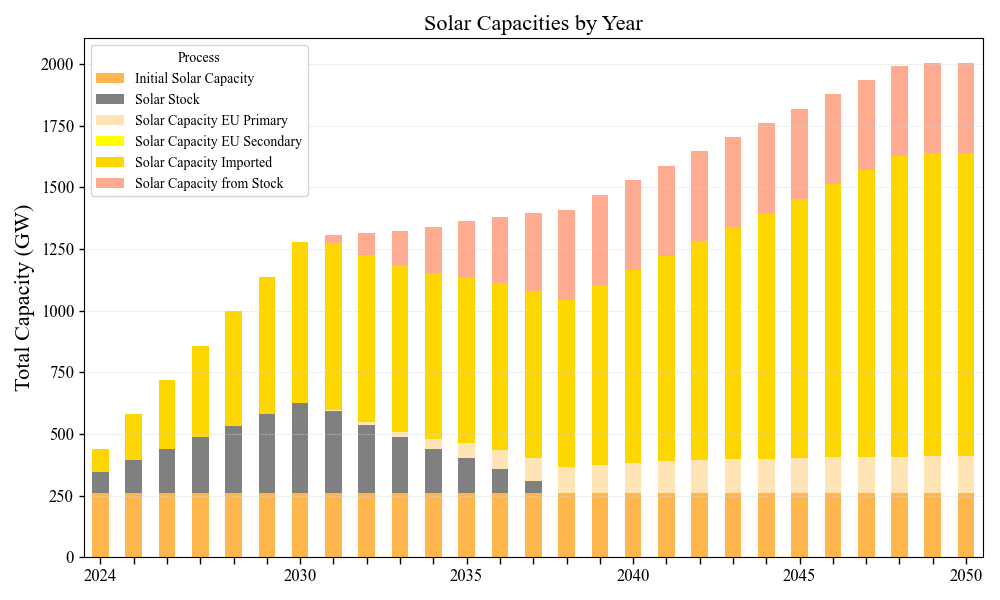 Solar Capacities by Year
Process
Initial Solar Capacity
Solar Stock
Solar Capacity EU Primary
Solar Capacity EU Secondary
Solar Capacity Imported
Solar Capacity from Stock
Total Capacity (GW)
2000
1750
1500
1250
1000
750
500
250
0
2024
2030
2035
2040
2045
2050